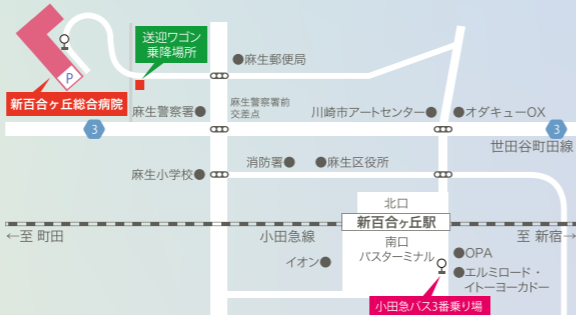 送迎ワゴン
乗降場所
麻生郵便局
P
新百合ヶ丘総合病院
麻生警察署
麻生警察署前
交差点
川崎市アートセンター
オダキューOX
3
3
世田谷町田線
消防署
麻生区役所
麻生小学校
北口
新百合ヶ丘駅
←至 町田
小田急線
至 新宿→
南口
バスターミナル
イオン
OPA
エルミロード・
イトーヨーカドー
小田急バス3番乗り場